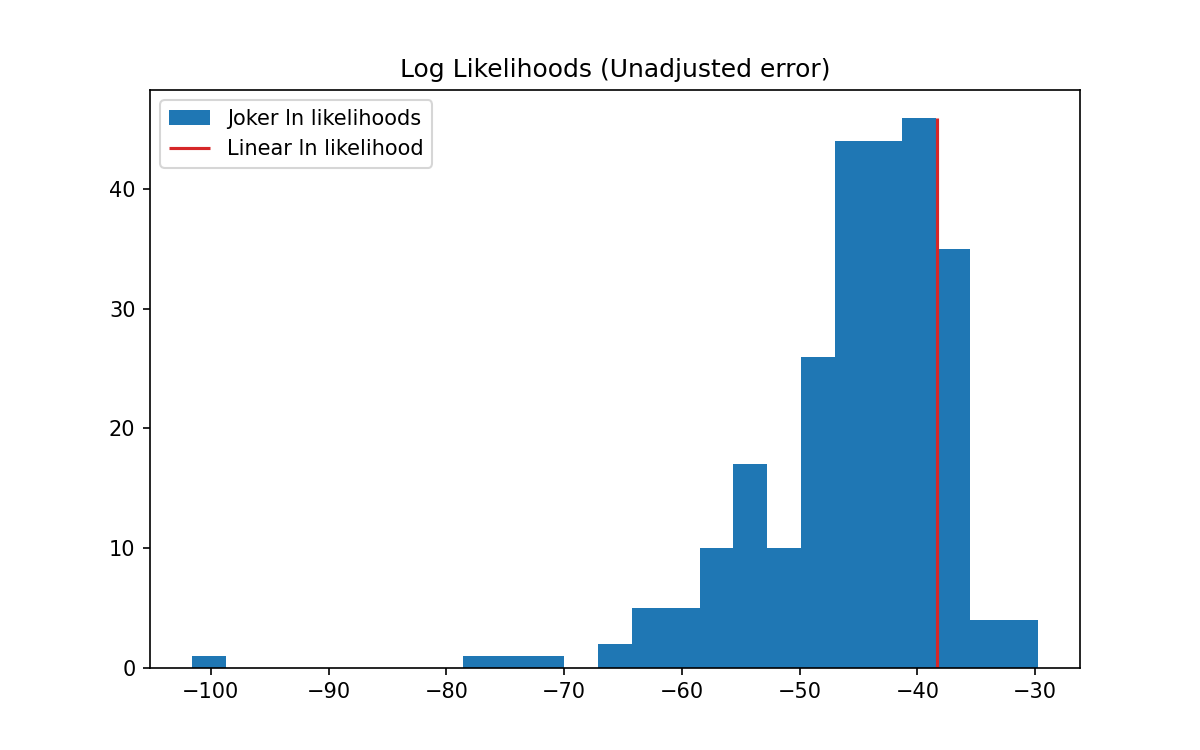 Log Likelihoods (Unadjusted error)
Joker ln likelihoods
Linear ln likelihood
40
30
20
10
0
−100 −90 −80 −70 −60 −50 −40 −30